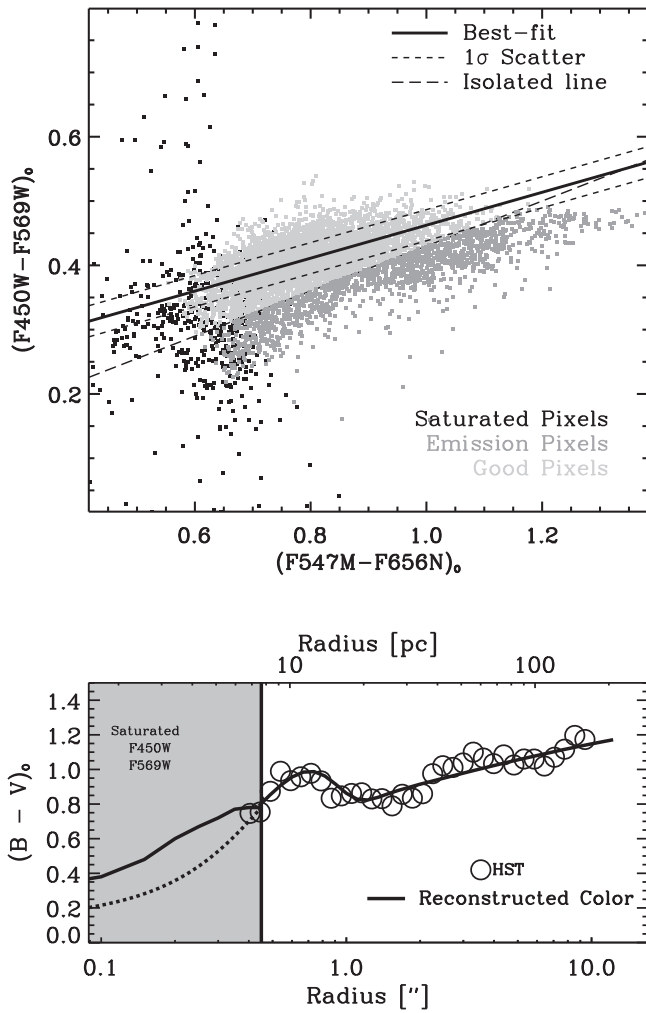 Best-fit
1σ Scatter
Isolated line
0.6
0.4
0.2
(F450W-F569W)₀
Saturated Pixels
Emission Pixels
Good Pixels
0.6 0.8 1.0 1.2
(F547M-F656N)₀
Radius [pc]
10 100
1.4
1.2
1.0
0.8
0.6
0.4
0.2
0.0
(B - V)₀
Saturated
F450W
F569W
HST
Reconstructed Color
0.1 1.0 10.0
Radius ["]